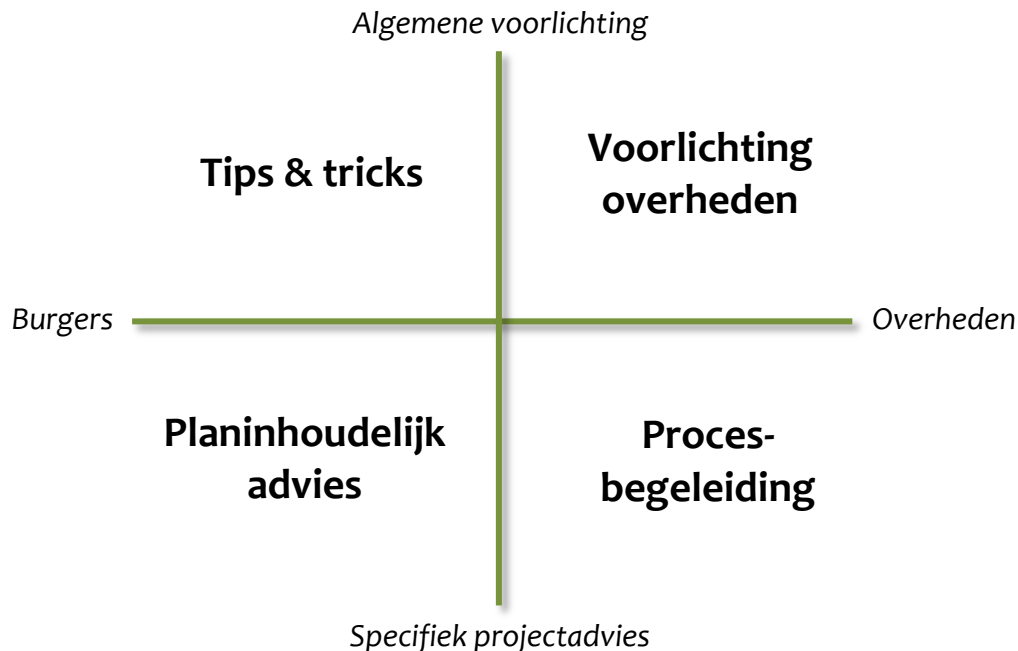 Algemene voorlichting
Tips & tricks
Voorlichting
overheden
Burgers
Overheden
Planinhoudelijk
advies
Proces-
begeleiding
Specifiek projectadvies